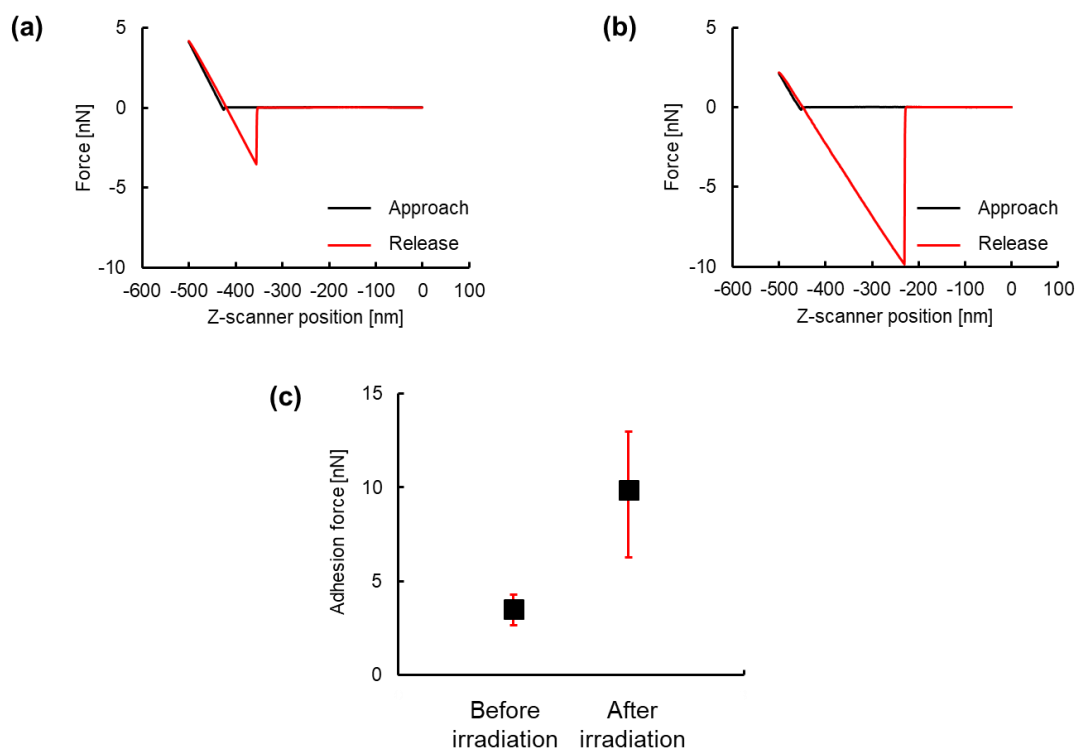 (a)
5
0
-5
-10
Force [nN]
Approach
Release
-600 -500 -400 -300 -200 -100 0 100
Z-scanner position [nm]
(b)
5
0
-5
-10
Force [nN]
Approach
Release
-600 -500 -400 -300 -200 -100 0 100
Z-scanner position [nm]
(c)
15
10
5
0
Adhesion force [nN]
Before
irradiation
After
irradiation